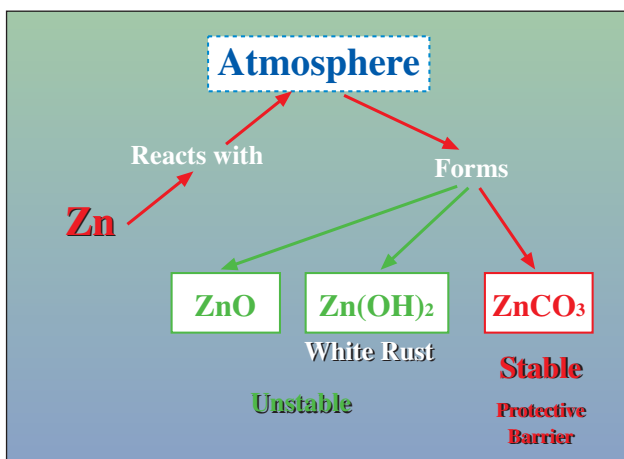 Atmosphere
Reacts with
Forms
Zn
ZnO
Zn(OH)₂
ZnCO₃
White Rust
Stable
Unstable
Protective
Barrier